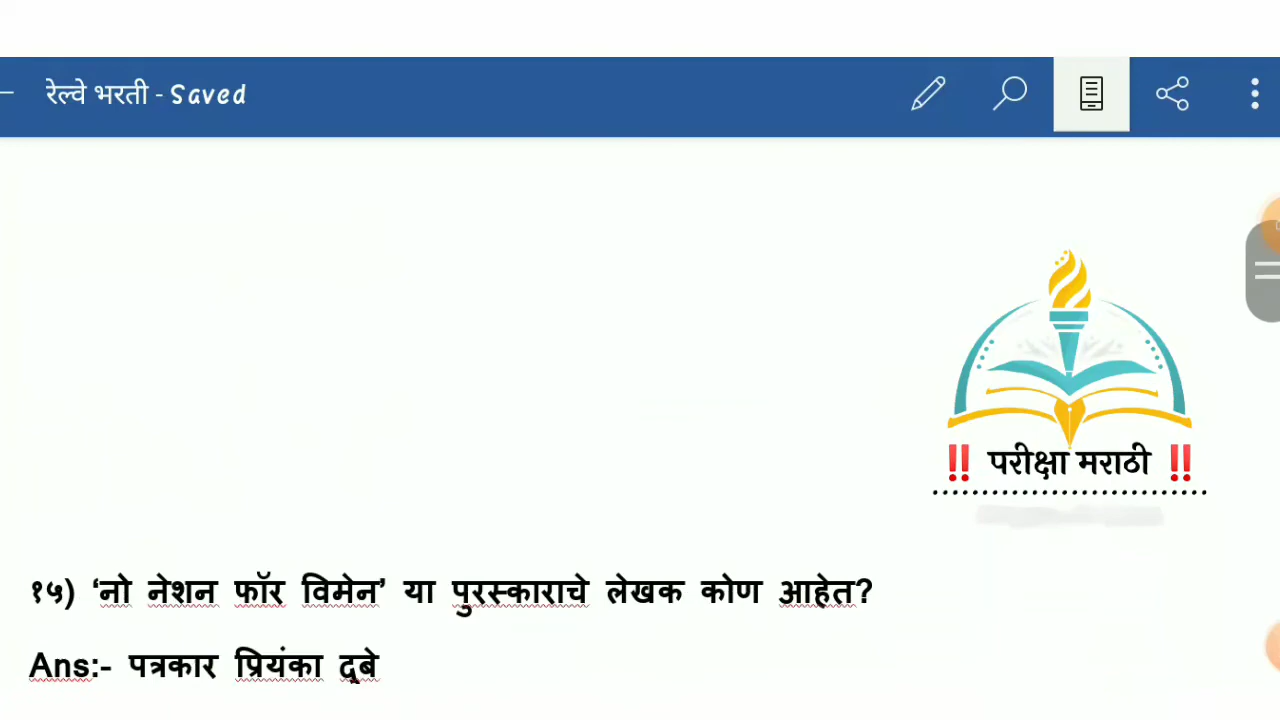 रेल्वे भरती - Saved
‼ परीक्षा मराठी ‼
१५) ‘नो नेशन फॉर विमेन’ या पुरस्काराचे लेखक कोण आहेत?
Ans:- पत्रकार प्रियंका दुबे